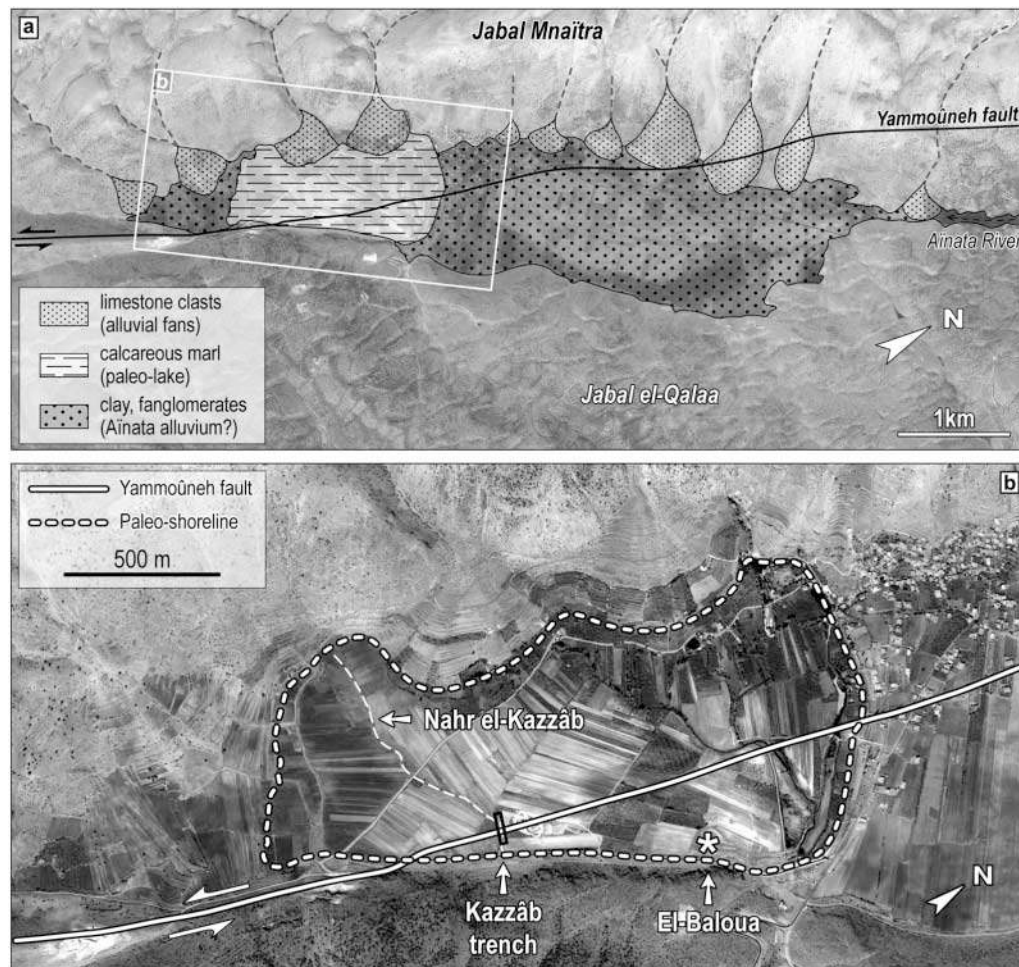 a
Jabal Mnaïtra
b
Yammoûneh fault
Aïnata River
limestone clasts
(alluvial fans)
calcareous marl
(paleo-lake)
clay, fanglomerates
(Aïnata alluvium?)
N
Jabal el-Qalaa
1km
Yammoûneh fault
Paleo-shoreline
500 m
b
Nahr el-Kazzâb
*
N
Kazzâb
trench
El-Baloua